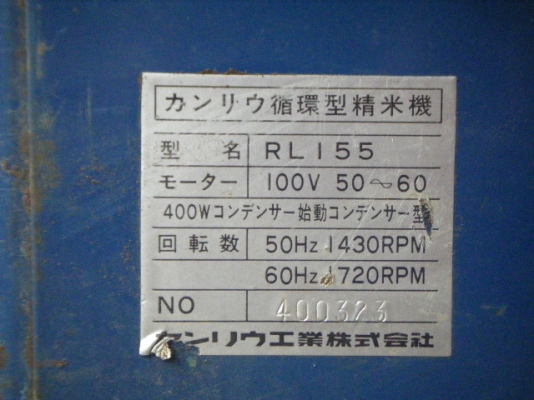 カンリウ循環型精米機
型 名 RL155
モーター 100V 50～60
400Wコンデンサー始動コンデンサー型
回転数 50Hz 1430RPM
60Hz 1720RPM
NO 400323
カンリウ工業株式会社